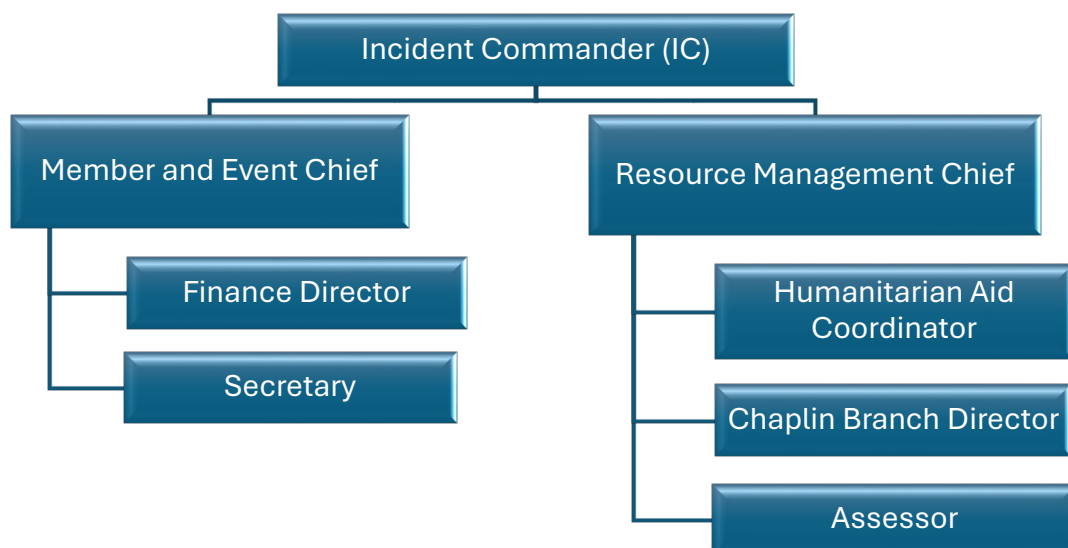 Incident Commander (IC)
Member and Event Chief
Finance Director
Secretary
Resource Management Chief
Humanitarian Aid
Coordinator
Chaplin Branch Director
Assessor